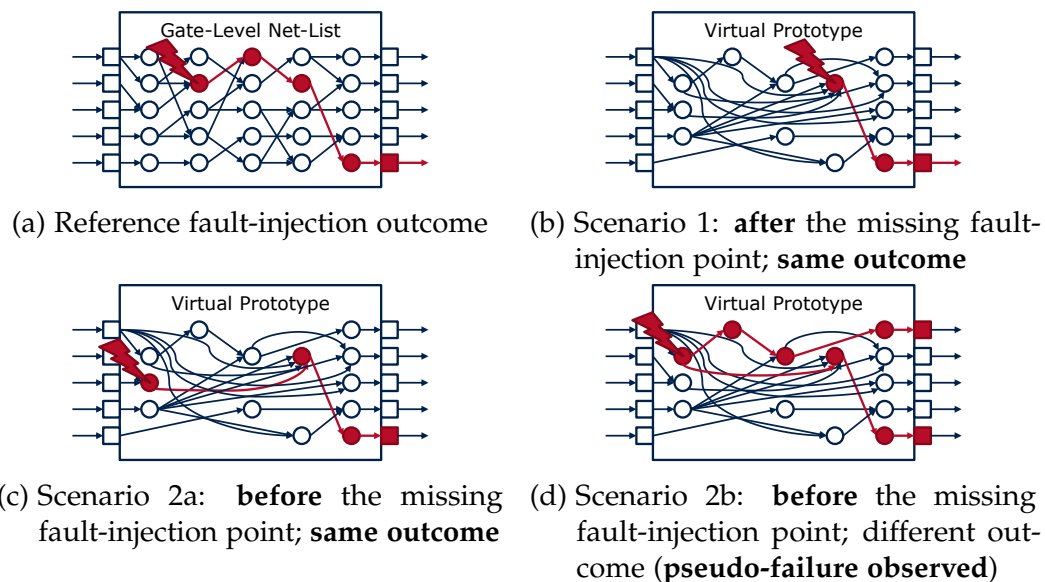 Gate-Level Net-List
Virtual Prototype
(a) Reference fault-injection outcome
(b) Scenario 1: after the missing fault-
injection point; same outcome
Virtual Prototype
Virtual Prototype
(c) Scenario 2a: before the missing
fault-injection point; same outcome
(d) Scenario 2b: before the missing
fault-injection point; different out-
come (pseudo-failure observed)